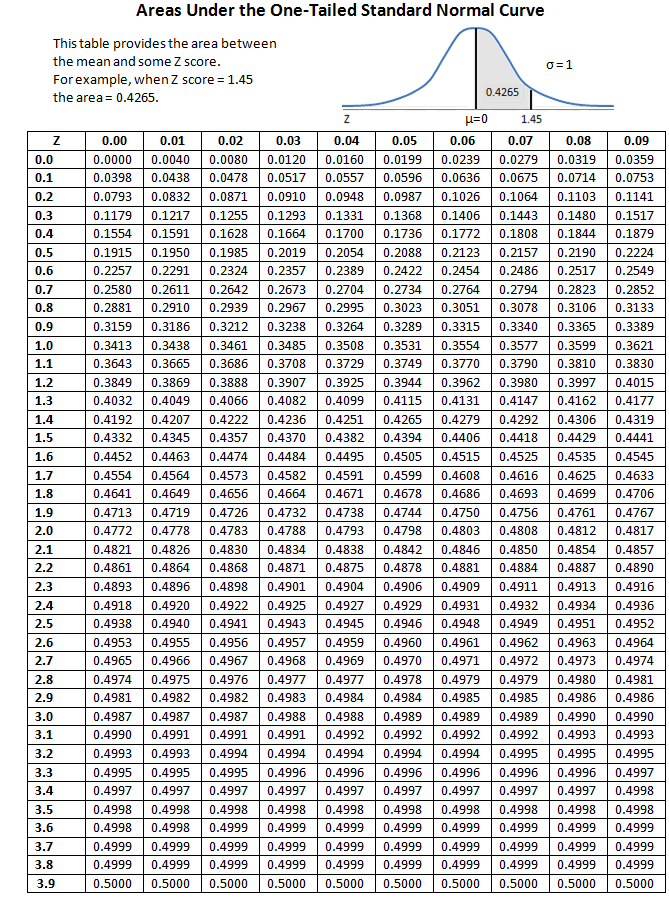 Areas Under the One-Tailed Standard Normal Curve
This table provides the area between
the mean and some Z score.
For example, when Z score = 1.45
the area = 0.4265.
σ = 1
0.4265
Z μ=0 1.45
Z 0.00 0.01 0.02 0.03 0.04 0.05 0.06 0.07 0.08 0.09
0.0 0.0000 0.0040 0.0080 0.0120 0.0160 0.0199 0.0239 0.0279 0.0319 0.0359
0.1 0.0398 0.0438 0.0478 0.0517 0.0557 0.0596 0.0636 0.0675 0.0714 0.0753
0.2 0.0793 0.0832 0.0871 0.0910 0.0948 0.0987 0.1026 0.1064 0.1103 0.1141
0.3 0.1179 0.1217 0.1255 0.1293 0.1331 0.1368 0.1406 0.1443 0.1480 0.1517
0.4 0.1554 0.1591 0.1628 0.1664 0.1700 0.1736 0.1772 0.1808 0.1844 0.1879
0.5 0.1915 0.1950 0.1985 0.2019 0.2054 0.2088 0.2123 0.2157 0.2190 0.2224
0.6 0.2257 0.2291 0.2324 0.2357 0.2389 0.2422 0.2454 0.2486 0.2517 0.2549
0.7 0.2580 0.2611 0.2642 0.2673 0.2704 0.2734 0.2764 0.2794 0.2823 0.2852
0.8 0.2881 0.2910 0.2939 0.2967 0.2995 0.3023 0.3051 0.3078 0.3106 0.3133
0.9 0.3159 0.3186 0.3212 0.3238 0.3264 0.3289 0.3315 0.3340 0.3365 0.3389
1.0 0.3413 0.3438 0.3461 0.3485 0.3508 0.3531 0.3554 0.3577 0.3599 0.3621
1.1 0.3643 0.3665 0.3686 0.3708 0.3729 0.3749 0.3770 0.3790 0.3810 0.3830
1.2 0.3849 0.3869 0.3888 0.3907 0.3925 0.3944 0.3962 0.3980 0.3997 0.4015
1.3 0.4032 0.4049 0.4066 0.4082 0.4099 0.4115 0.4131 0.4147 0.4162 0.4177
1.4 0.4192 0.4207 0.4222 0.4236 0.4251 0.4265 0.4279 0.4292 0.4306 0.4319
1.5 0.4332 0.4345 0.4357 0.4370 0.4382 0.4394 0.4406 0.4418 0.4429 0.4441
1.6 0.4452 0.4463 0.4474 0.4484 0.4495 0.4505 0.4515 0.4525 0.4535 0.4545
1.7 0.4554 0.4564 0.4573 0.4582 0.4591 0.4599 0.4608 0.4616 0.4625 0.4633
1.8 0.4641 0.4649 0.4656 0.4664 0.4671 0.4678 0.4686 0.4693 0.4699 0.4706
1.9 0.4713 0.4719 0.4726 0.4732 0.4738 0.4744 0.4750 0.4756 0.4761 0.4767
2.0 0.4772 0.4778 0.4783 0.4788 0.4793 0.4798 0.4803 0.4808 0.4812 0.4817
2.1 0.4821 0.4826 0.4830 0.4834 0.4838 0.4842 0.4846 0.4850 0.4854 0.4857
2.2 0.4861 0.4864 0.4868 0.4871 0.4875 0.4878 0.4881 0.4884 0.4887 0.4890
2.3 0.4893 0.4896 0.4898 0.4901 0.4904 0.4906 0.4909 0.4911 0.4913 0.4916
2.4 0.4918 0.4920 0.4922 0.4925 0.4927 0.4929 0.4931 0.4932 0.4934 0.4936
2.5 0.4938 0.4940 0.4941 0.4943 0.4945 0.4946 0.4948 0.4949 0.4951 0.4952
2.6 0.4953 0.4955 0.4956 0.4957 0.4959 0.4960 0.4961 0.4962 0.4963 0.4964
2.7 0.4965 0.4966 0.4967 0.4968 0.4969 0.4970 0.4971 0.4972 0.4973 0.4974
2.8 0.4974 0.4975 0.4976 0.4977 0.4977 0.4978 0.4979 0.4979 0.4980 0.4981
2.9 0.4981 0.4982 0.4982 0.4983 0.4984 0.4984 0.4985 0.4985 0.4986 0.4986
3.0 0.4987 0.4987 0.4987 0.4988 0.4988 0.4989 0.4989 0.4989 0.4990 0.4990
3.1 0.4990 0.4991 0.4991 0.4991 0.4992 0.4992 0.4992 0.4992 0.4993 0.4993
3.2 0.4993 0.4993 0.4994 0.4994 0.4994 0.4994 0.4994 0.4995 0.4995 0.4995
3.3 0.4995 0.4995 0.4995 0.4996 0.4996 0.4996 0.4996 0.4996 0.4996 0.4997
3.4 0.4997 0.4997 0.4997 0.4997 0.4997 0.4997 0.4997 0.4997 0.4997 0.4998
3.5 0.4998 0.4998 0.4998 0.4998 0.4998 0.4998 0.4998 0.4998 0.4998 0.4998
3.6 0.4998 0.4998 0.4999 0.4999 0.4999 0.4999 0.4999 0.4999 0.4999 0.4999
3.7 0.4999 0.4999 0.4999 0.4999 0.4999 0.4999 0.4999 0.4999 0.4999 0.4999
3.8 0.4999 0.4999 0.4999 0.4999 0.4999 0.4999 0.4999 0.4999 0.4999 0.4999
3.9 0.5000 0.5000 0.5000 0.5000 0.5000 0.5000 0.5000 0.5000 0.5000 0.5000